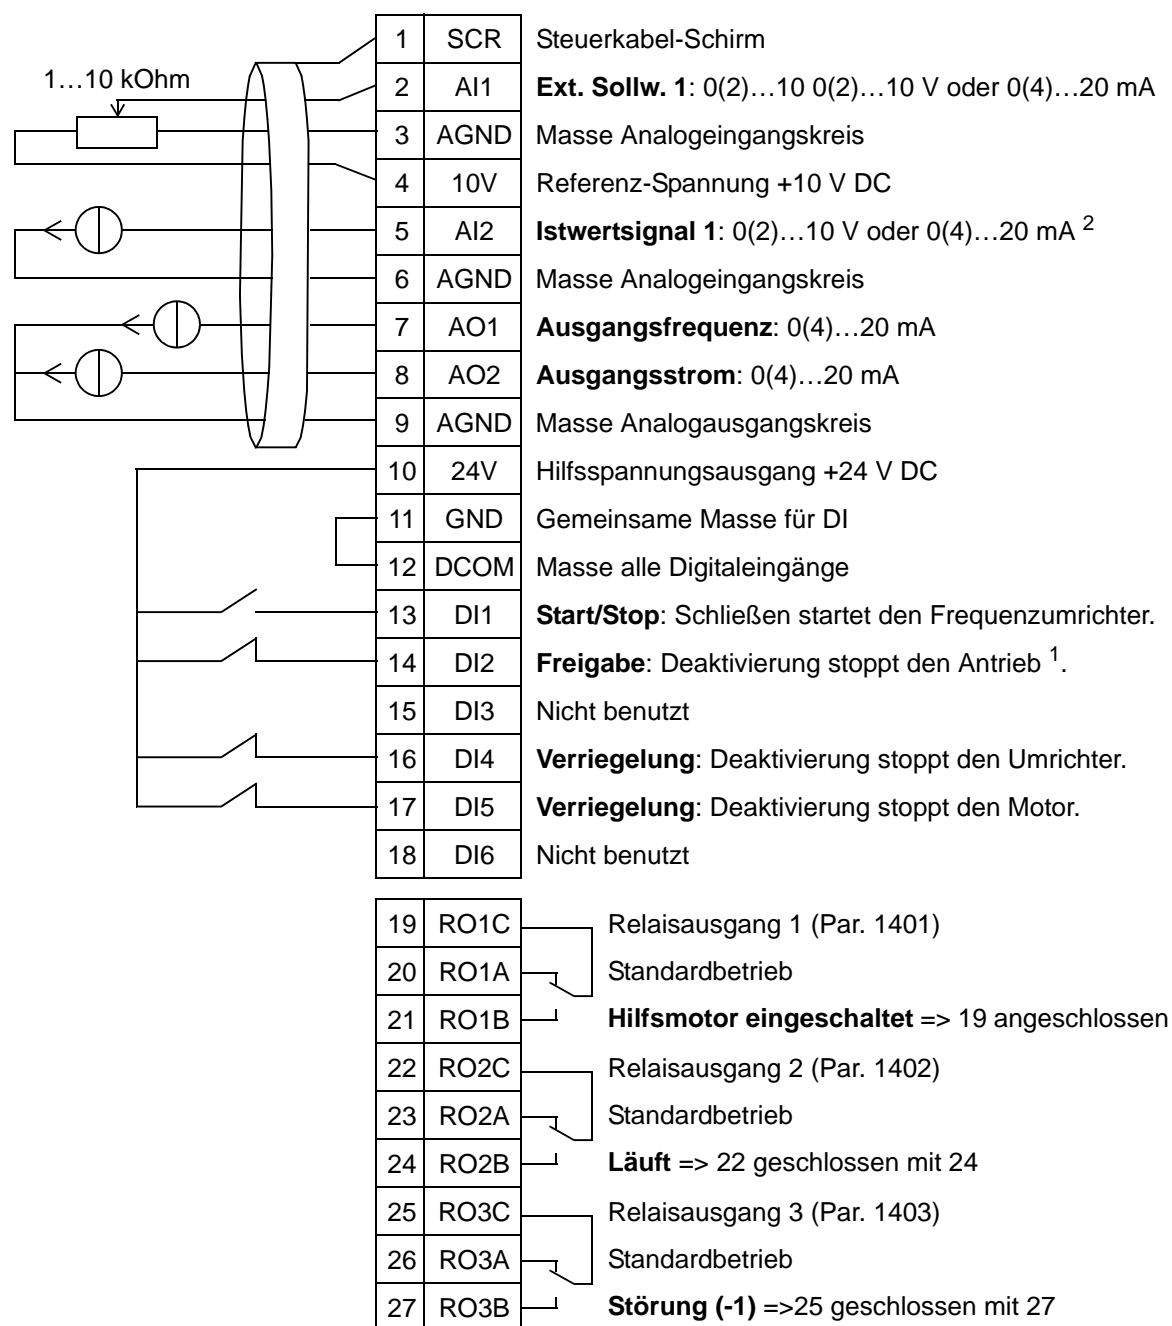 1 SCR Steuerkabel-Schirm
1…10 kOhm
2 AI1 Ext. Sollw. 1: 0(2)…10 0(2)…10 V oder 0(4)…20 mA
3 AGND Masse Analogeingangskreis
4 10V Referenz-Spannung +10 V DC
5 AI2 Istwertsignal 1: 0(2)…10 V oder 0(4)…20 mA 2
6 AGND Masse Analogeingangskreis
7 AO1 Ausgangsfrequenz: 0(4)…20 mA
8 AO2 Ausgangsstrom: 0(4)…20 mA
9 AGND Masse Analogausgangskreis
10 24V Hilfsspannungsausgang +24 V DC
11 GND Gemeinsame Masse für DI
12 DCOM Masse alle Digitaleingänge
13 DI1 Start/Stop: Schließen startet den Frequenzumrichter.
14 DI2 Freigabe: Deaktivierung stoppt den Antrieb 1.
15 DI3 Nicht benutzt
16 DI4 Verriegelung: Deaktivierung stoppt den Umrichter.
17 DI5 Verriegelung: Deaktivierung stoppt den Motor.
18 DI6 Nicht benutzt
19 RO1C Relaisausgang 1 (Par. 1401)
20 RO1A Standardbetrieb
21 RO1B Hilfsmotor eingeschaltet => 19 angeschlossen
22 RO2C Relaisausgang 2 (Par. 1402)
23 RO2A Standardbetrieb
24 RO2B Läuft => 22 geschlossen mit 24
25 RO3C Relaisausgang 3 (Par. 1403)
26 RO3A Standardbetrieb
27 RO3B Störung (-1) =>25 geschlossen mit 27